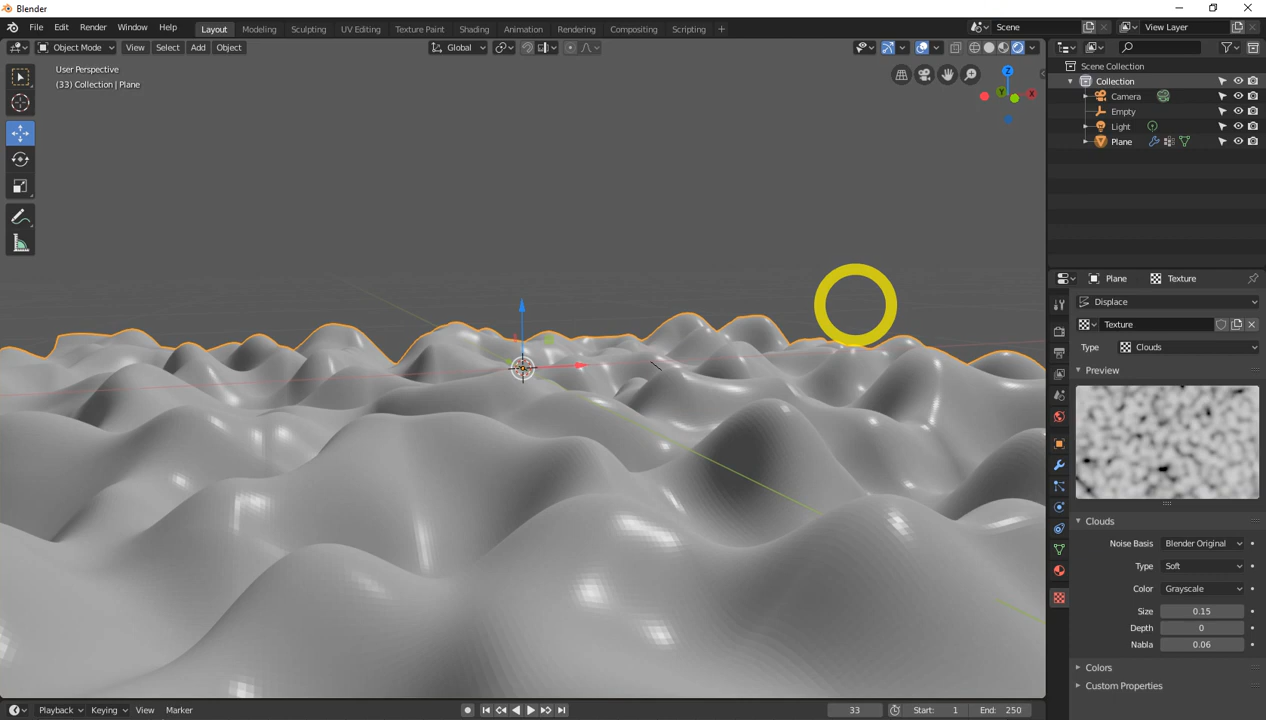 Blender
File Edit Render Window Help Layout Modeling Sculpting UV Editing Texture Paint Shading Animation Rendering Compositing Scripting + Scene View Layer
Object Mode View Select Add Object Global
User Perspective
(33) Collection | Plane
Z
Y
X
Scene Collection
Collection
Camera
Empty
Light
Plane
Plane Texture
Displace
Texture
Type Clouds
Preview
Clouds
Noise Basis Blender Original
Type Soft
Color Grayscale
Size 0.15
Depth 0
Nabla 0.06
Colors
Custom Properties
Playback Keying View Marker 33 Start: 1 End: 250